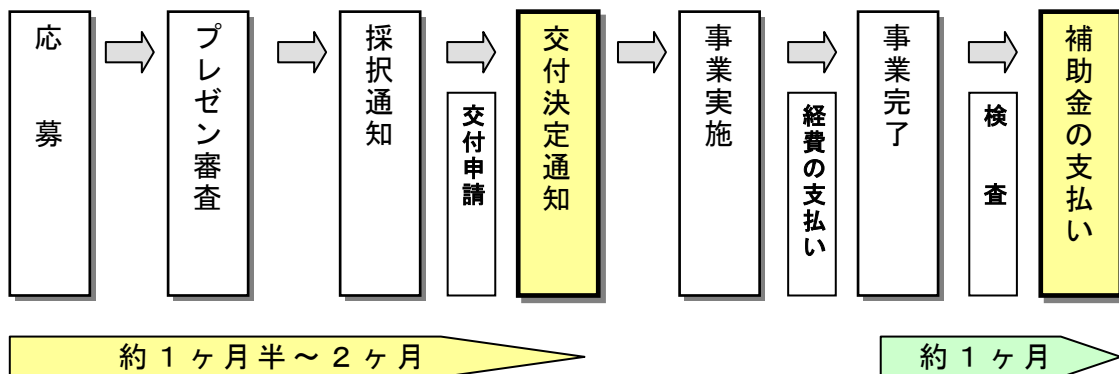 応募
プレゼン審査
採択通知
交付申請
交付決定通知
事業実施
経費の支払い
事業完了
検査
補助金の支払い
約1ヶ月半～2ヶ月
約1ヶ月